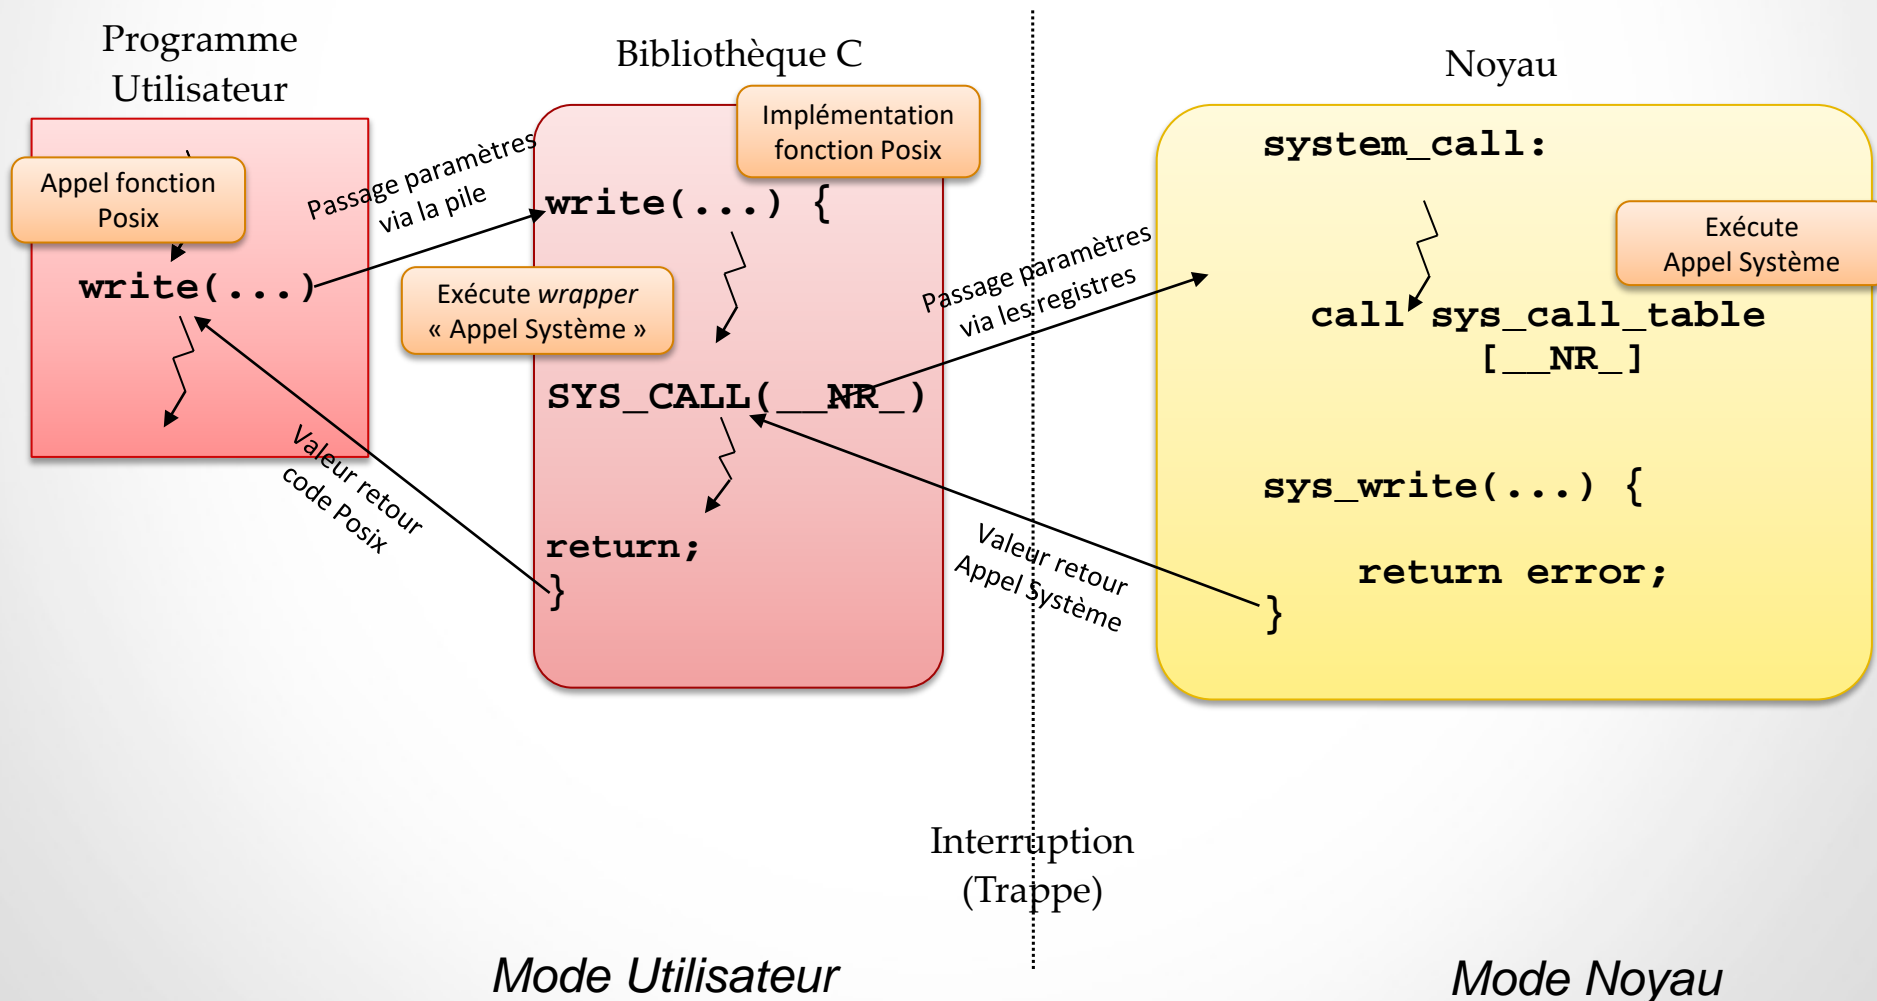 Programme
Utilisateur
Appel fonction
Posix
write(...)
Passage paramètres
via la pile
Valeur retour
code Posix
Bibliothèque C
Implémentation
fonction Posix
write(...) {
Exécute wrapper
« Appel Système »
SYS_CALL(__NR_)
return;
}
Passage paramètres
via les registres
Valeur retour
Appel Système
Noyau
system_call:
Exécute
Appel Système
call sys_call_table
[__NR_]
sys_write(...) {
return error;
}
Interruption
(Trappe)
Mode Utilisateur
Mode Noyau